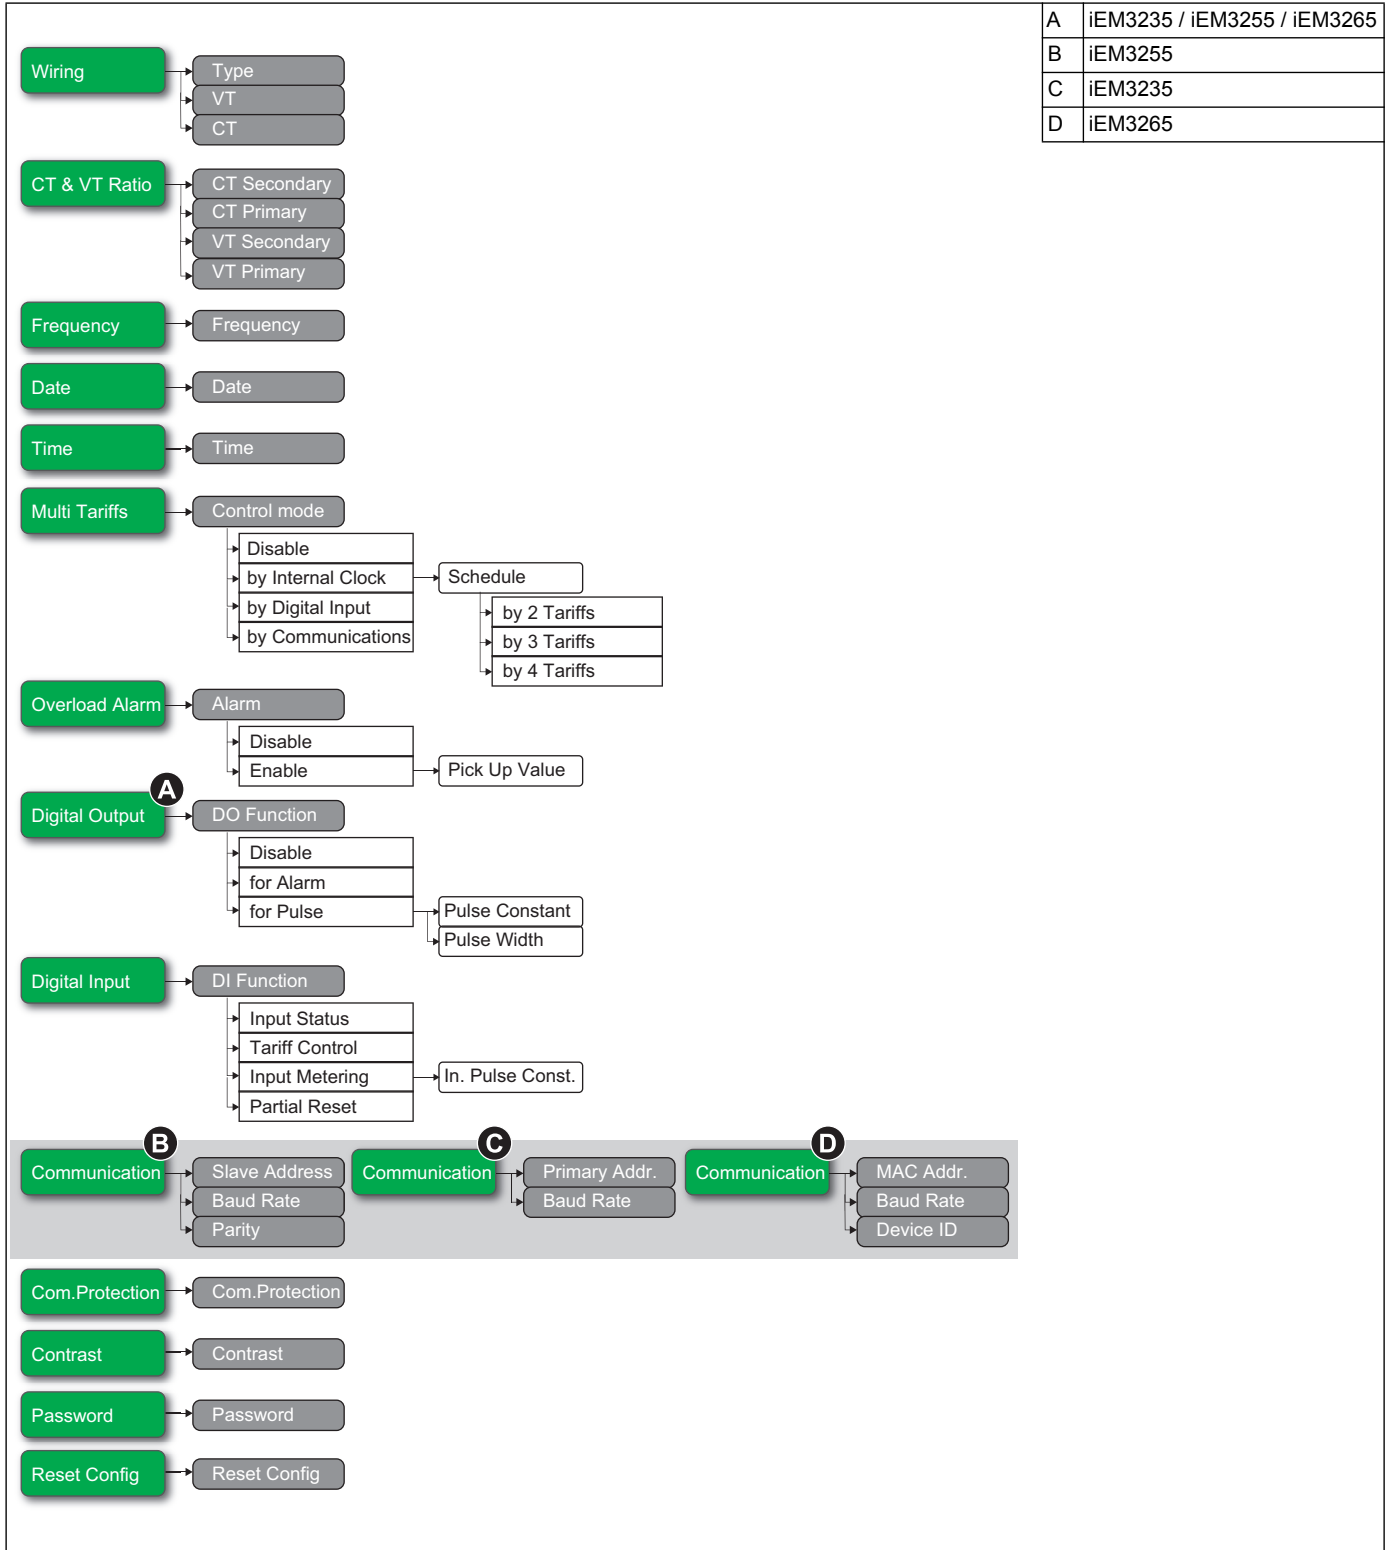 A iEM3235 / iEM3255 / iEM3265
B iEM3255
C iEM3235
D iEM3265
Wiring
Type
VT
CT
CT & VT Ratio
CT Secondary
CT Primary
VT Secondary
VT Primary
Frequency
Frequency
Date
Date
Time
Time
Multi Tariffs
Control mode
Disable
by Internal Clock
Schedule
by Digital Input
by 2 Tariffs
by Communications
by 3 Tariffs
by 4 Tariffs
Overload Alarm
Alarm
Disable
Enable
Pick Up Value
A
Digital Output
DO Function
Disable
for Alarm
for Pulse
Pulse Constant
Pulse Width
Digital Input
DI Function
Input Status
Tariff Control
Input Metering
In. Pulse Const.
Partial Reset
B
Communication
Slave Address
Baud Rate
Parity
C
Communication
Primary Addr.
Baud Rate
D
Communication
MAC Addr.
Baud Rate
Device ID
Com.Protection
Com.Protection
Contrast
Contrast
Password
Password
Reset Config
Reset Config